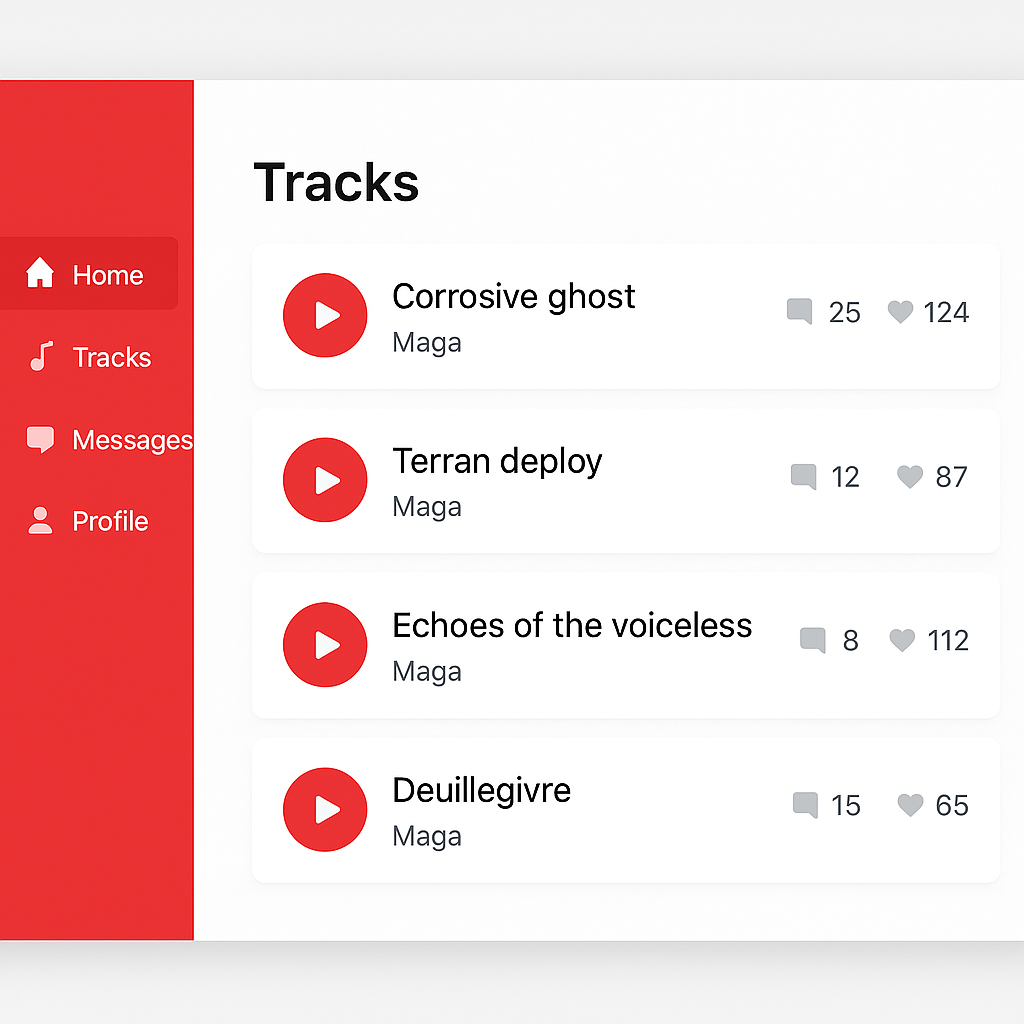 Home
Tracks
Messages
Profile
Tracks
Corrosive ghost
Maga
25 124
Terran deploy
Maga
12 87
Echoes of the voiceless
Maga
8 112
Deuillegivre
Maga
15 65